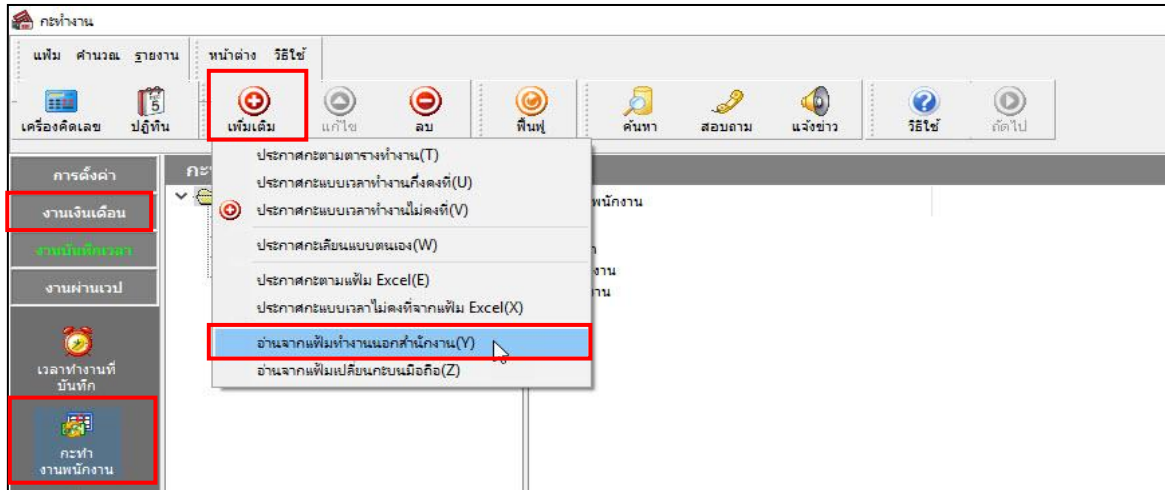 กะทำงาน
แฟ้ม คำนวณ รายงาน หน้าต่าง วิธีใช้
เครื่องคิดเลข ปฏิทิน เพิ่มเติม แก้ไข ลบ ฟื้นฟู ค้นหา สอบถาม แจ้งข่าว วิธีใช้ ถัดไป
การตั้งค่า
งานเงินเดือน
งานบันทึกเวลา
งานผ่านเวป
เวลาทำงานที่
บันทึก
กะทำ
งานพนักงาน
กะ
ประกาศกะตามตารางทำงาน(T)
ประกาศกะแบบเวลาทำงานกึ่งคงที่(U)
ประกาศกะแบบเวลาทำงานไม่คงที่(V)
ประกาศกะเลียนแบบตนเอง(W)
ประกาศกะตามแฟ้ม Excel(E)
ประกาศกะแบบเวลาไม่คงที่จากแฟ้ม Excel(X)
อ่านจากแฟ้มทำงานนอกสำนักงาน(Y)
อ่านจากแฟ้มเปลี่ยนกะบนมือถือ(Z)
พนักงาน
งาน